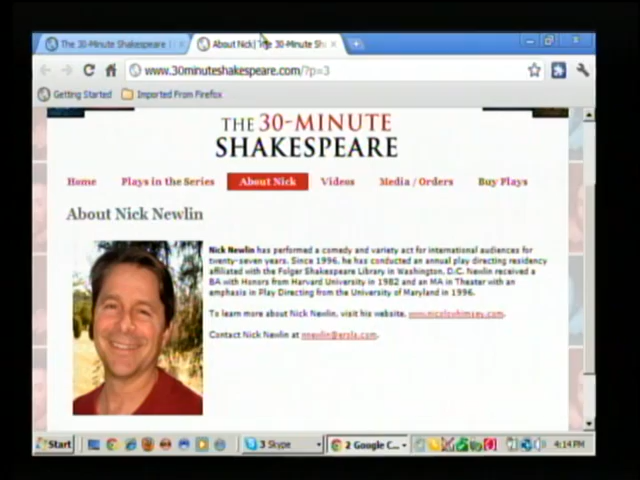 The 30-Minute Shakespeare |
About Nick | The 30-Minute Sh
www.30minuteshakespeare.com/?p=3
Getting Started
Imported From Firefox
THE 30-MINUTE
SHAKESPEARE
Home
Plays in the Series
About Nick
Videos
Media / Orders
Buy Plays
About Nick Newlin
Nick Newlin has performed a comedy and variety act for international audiences for
twenty-seven years. Since 1996, he has conducted an annual play directing residency
affiliated with the Folger Shakespeare Library in Washington, D.C. Newlin received a
BA with Honors from Harvard University in 1982 and an MA in Theater with an
emphasis in Play Directing from the University of Maryland in 1996.
To learn more about Nick Newlin, visit his website,
Contact Nick Newlin at
Start
3 Skype
2 Google C...
4:14 PM